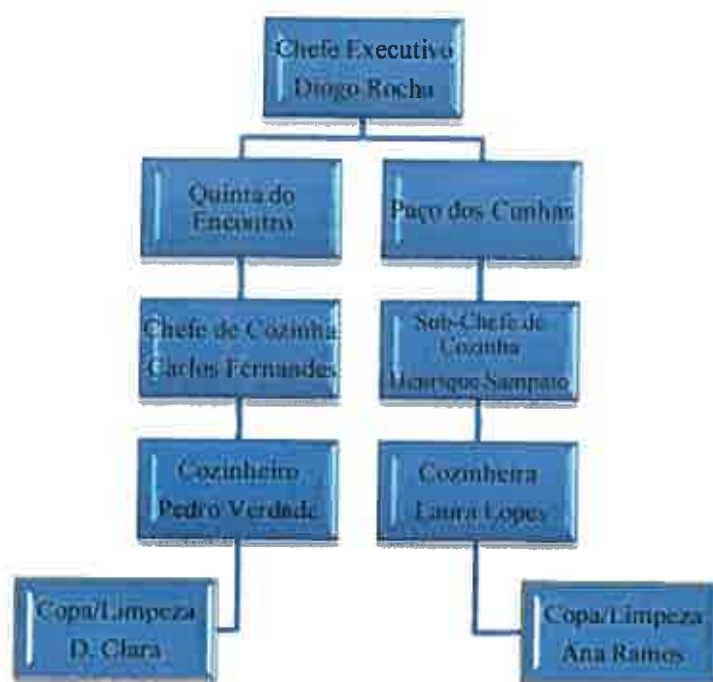 Chefe Executivo
Diogo Rocha
Quinta do
Encontro
Paço dos Cunhas
Chefe de Cozinha
Carlos Fernandes
Sub-Chefe de
Cozinha
Henrique Sampaio
Cozinheiro
Pedro Verdade
Cozinheira
Laura Lopes
Copa/Limpeza
D. Clara
Copa/Limpeza
Ana Ramos